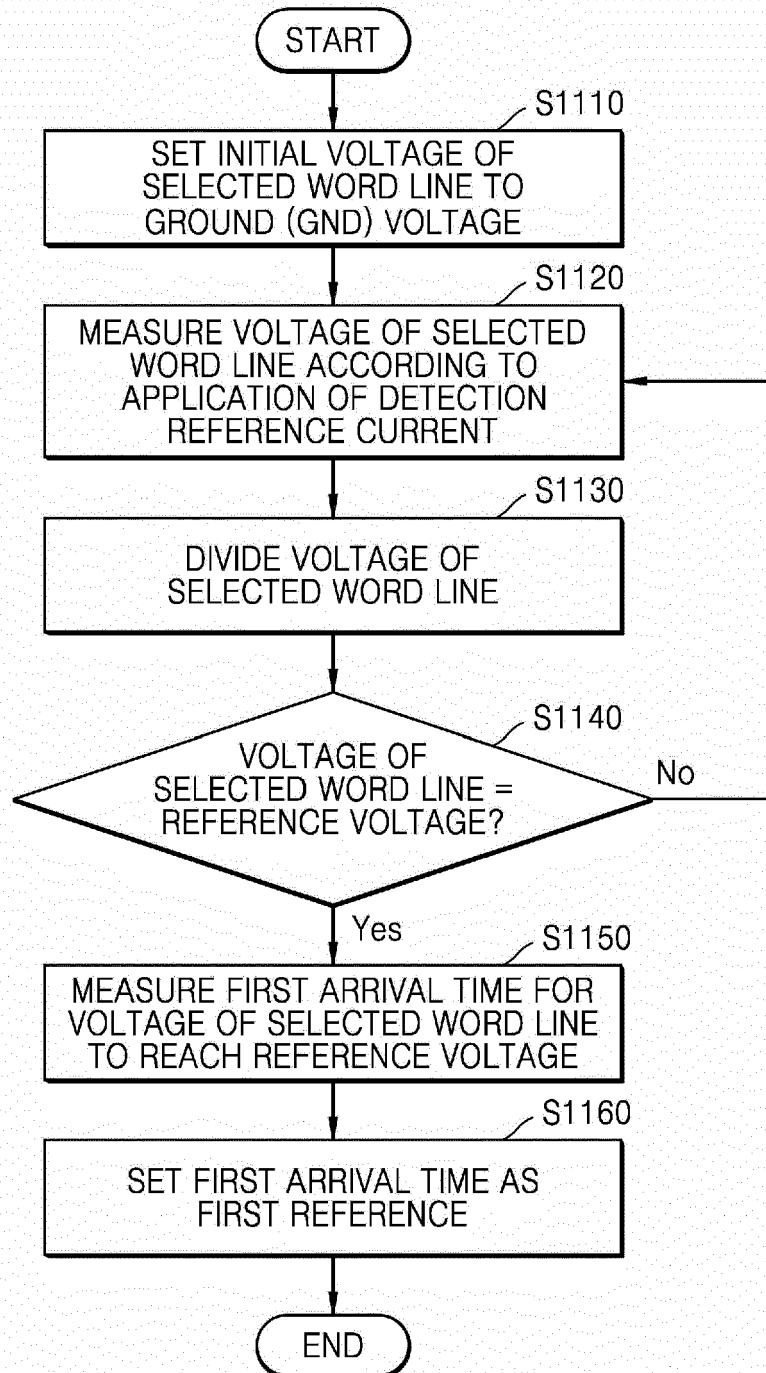 START
S1110
SET INITIAL VOLTAGE OF
SELECTED WORD LINE TO
GROUND (GND) VOLTAGE
S1120
MEASURE VOLTAGE OF SELECTED
WORD LINE ACCORDING TO
APPLICATION OF DETECTION
REFERENCE CURRENT
S1130
DIVIDE VOLTAGE OF
SELECTED WORD LINE
S1140
VOLTAGE OF
SELECTED WORD LINE =
REFERENCE VOLTAGE?
No
Yes
S1150
MEASURE FIRST ARRIVAL TIME FOR
VOLTAGE OF SELECTED WORD LINE
TO REACH REFERENCE VOLTAGE
S1160
SET FIRST ARRIVAL TIME AS
FIRST REFERENCE
END